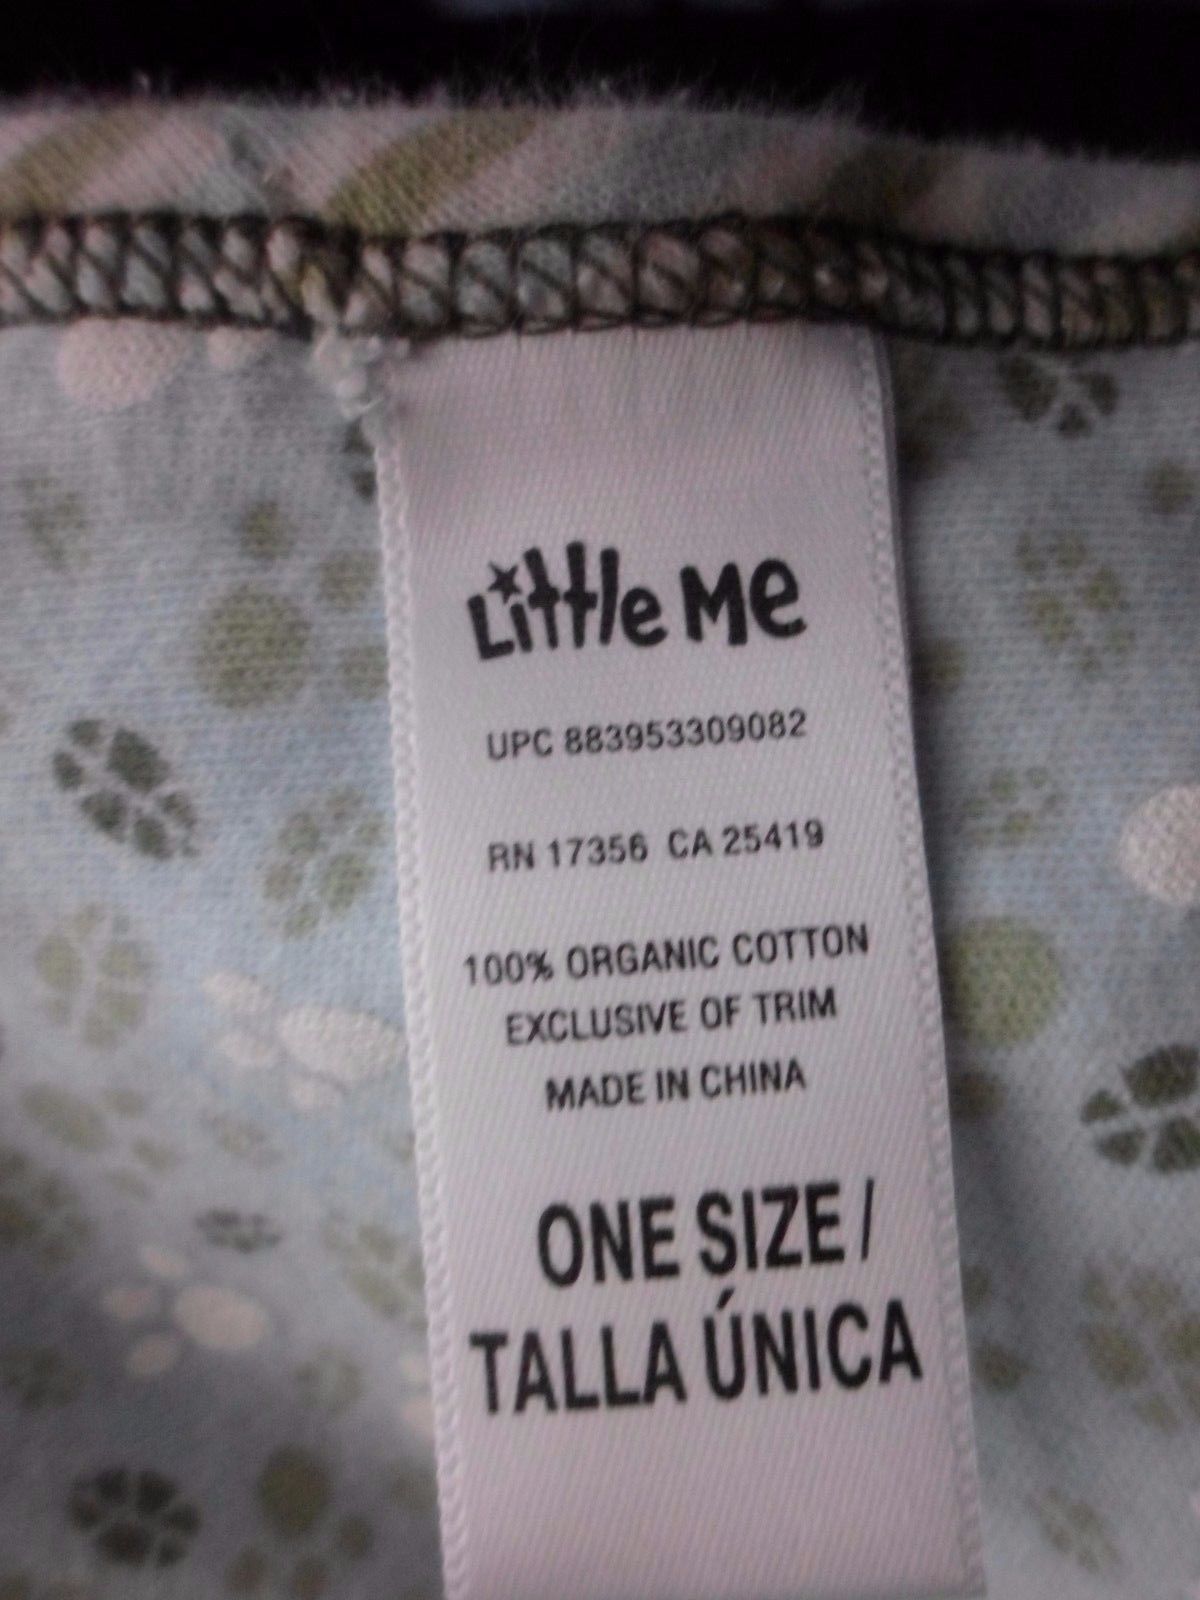 Little Me
UPC 883953309082
RN 17356 CA 25419
100% ORGANIC COTTON
EXCLUSIVE OF TRIM
MADE IN CHINA
ONE SIZE /
TALLA ÚNICA